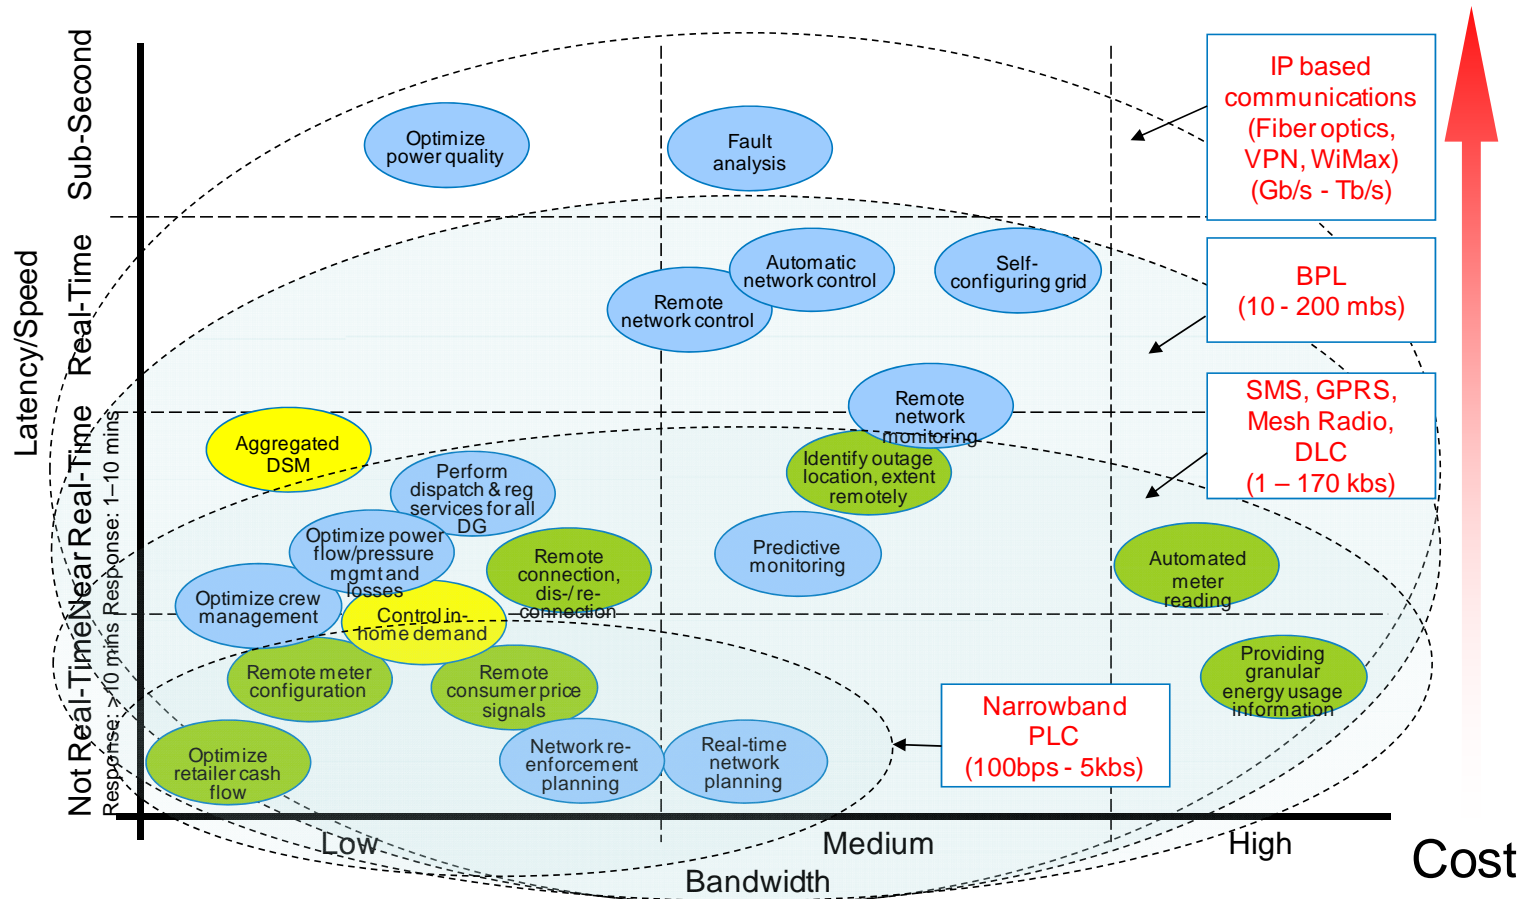 Sub-Second
Real-Time
Near Real-Time
Response: 1–10 mins
Not Real-Time
Response: >10 mins
Latency/Speed
Optimize
power quality
Fault
analysis
IP based
communications
(Fiber optics,
VPN, WiMax)
(Gb/s - Tb/s)
Automatic
network control
Self-
configuring grid
Remote
network control
BPL
(10 - 200 mbs)
Remote
network
monitoring
SMS, GPRS,
Mesh Radio,
DLC
(1 – 170 kbs)
Aggregated
DSM
Perform
dispatch & reg
services for all
DG
Identify outage
location, extent
remotely
Optimize power
flow/pressure
mgmt and
losses
Remote
connection,
dis-/ re-
connection
Predictive
monitoring
Automated
meter
reading
Optimize crew
management
Control in-
home demand
Remote meter
configuration
Remote
consumer price
signals
Providing
granular
energy usage
information
Narrowband
PLC
(100bps - 5kbs)
Optimize
retailer cash
flow
Network re-
enforcement
planning
Real-time
network
planning
Low
Medium
High
Bandwidth
Cost